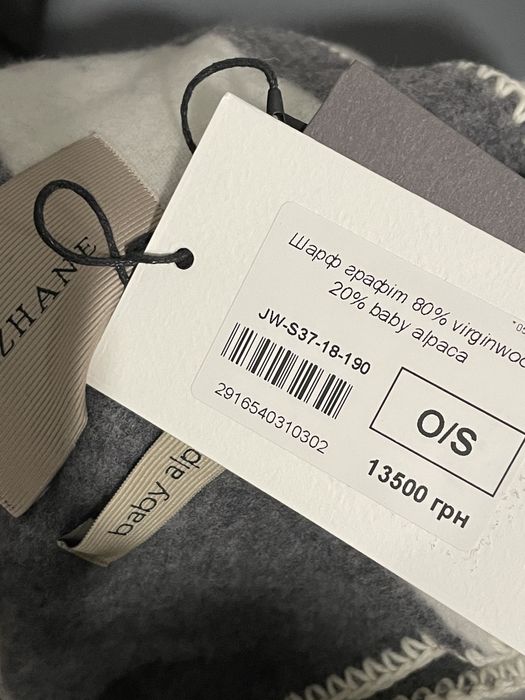 ZHANE
Шарф графіт 80% virginwoo
20% baby alpaca
JW-S37-18-190
2916540310302
O/S
13500 грн
baby alp